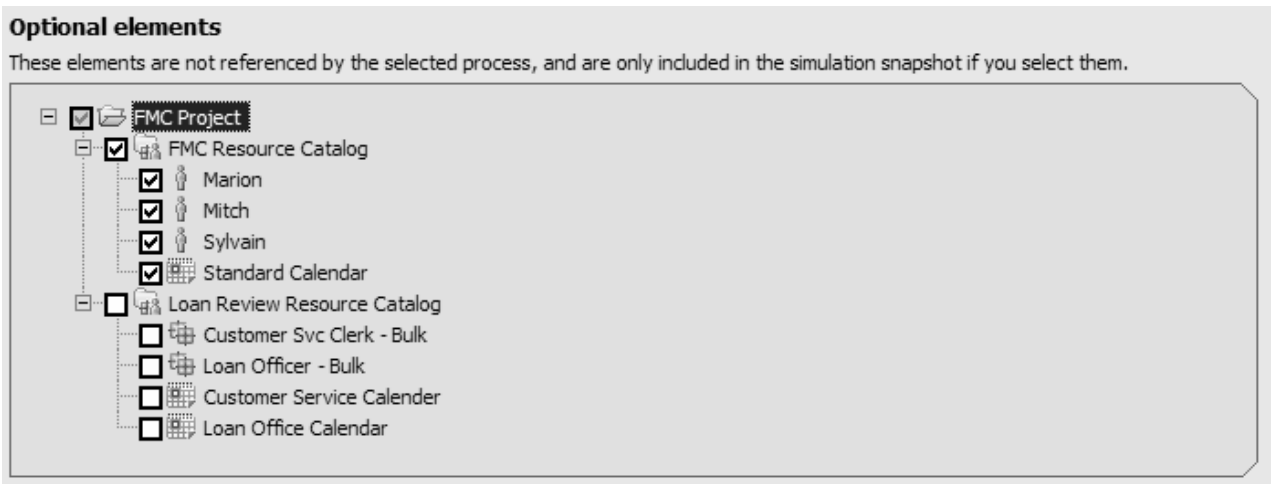 Optional elements
These elements are not referenced by the selected process, and are only included in the simulation snapshot if you select them.
FMC Project
FMC Resource Catalog
Marion
Mitch
Sylvain
Standard Calendar
Loan Review Resource Catalog
Customer Svc Clerk - Bulk
Loan Officer - Bulk
Customer Service Calender
Loan Office Calendar